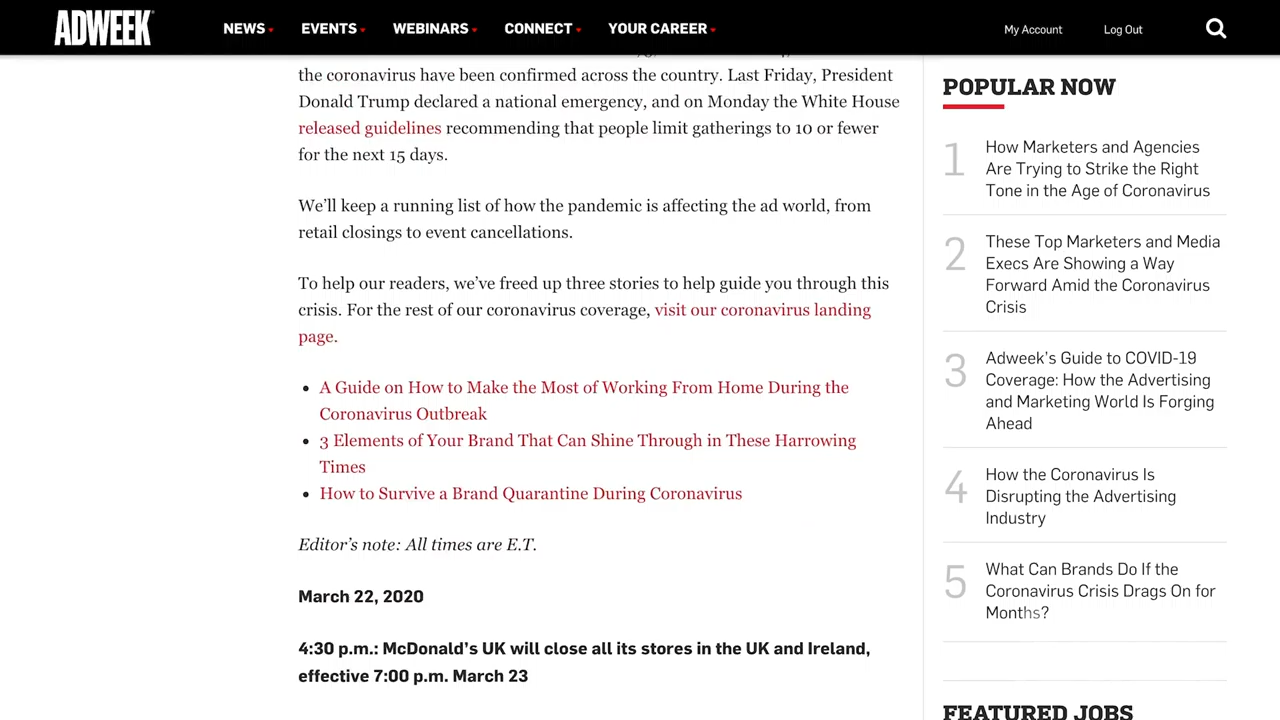 ADWEEK
NEWS
EVENTS
WEBINARS
CONNECT
YOUR CAREER
My Account
Log Out
the coronavirus have been confirmed across the country. Last Friday, President
Donald Trump declared a national emergency, and on Monday the White House
released guidelines recommending that people limit gatherings to 10 or fewer
for the next 15 days.
We’ll keep a running list of how the pandemic is affecting the ad world, from
retail closings to event cancellations.
To help our readers, we’ve freed up three stories to help guide you through this
crisis. For the rest of our coronavirus coverage, visit our coronavirus landing
page.
• A Guide on How to Make the Most of Working From Home During the
Coronavirus Outbreak
• 3 Elements of Your Brand That Can Shine Through in These Harrowing
Times
• How to Survive a Brand Quarantine During Coronavirus
Editor’s note: All times are E.T.
March 22, 2020
4:30 p.m.: McDonald’s UK will close all its stores in the UK and Ireland,
effective 7:00 p.m. March 23
POPULAR NOW
1 How Marketers and Agencies
Are Trying to Strike the Right
Tone in the Age of Coronavirus
2 These Top Marketers and Media
Execs Are Showing a Way
Forward Amid the Coronavirus
Crisis
3 Adweek’s Guide to COVID-19
Coverage: How the Advertising
and Marketing World Is Forging
Ahead
4 How the Coronavirus Is
Disrupting the Advertising
Industry
5 What Can Brands Do If the
Coronavirus Crisis Drags On for
Months?
FEATURED JOBS